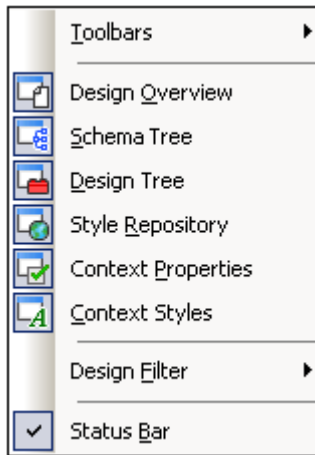 Toolbars
Design Overview
Schema Tree
Design Tree
Style Repository
Context Properties
Context Styles
Design Filter
Status Bar